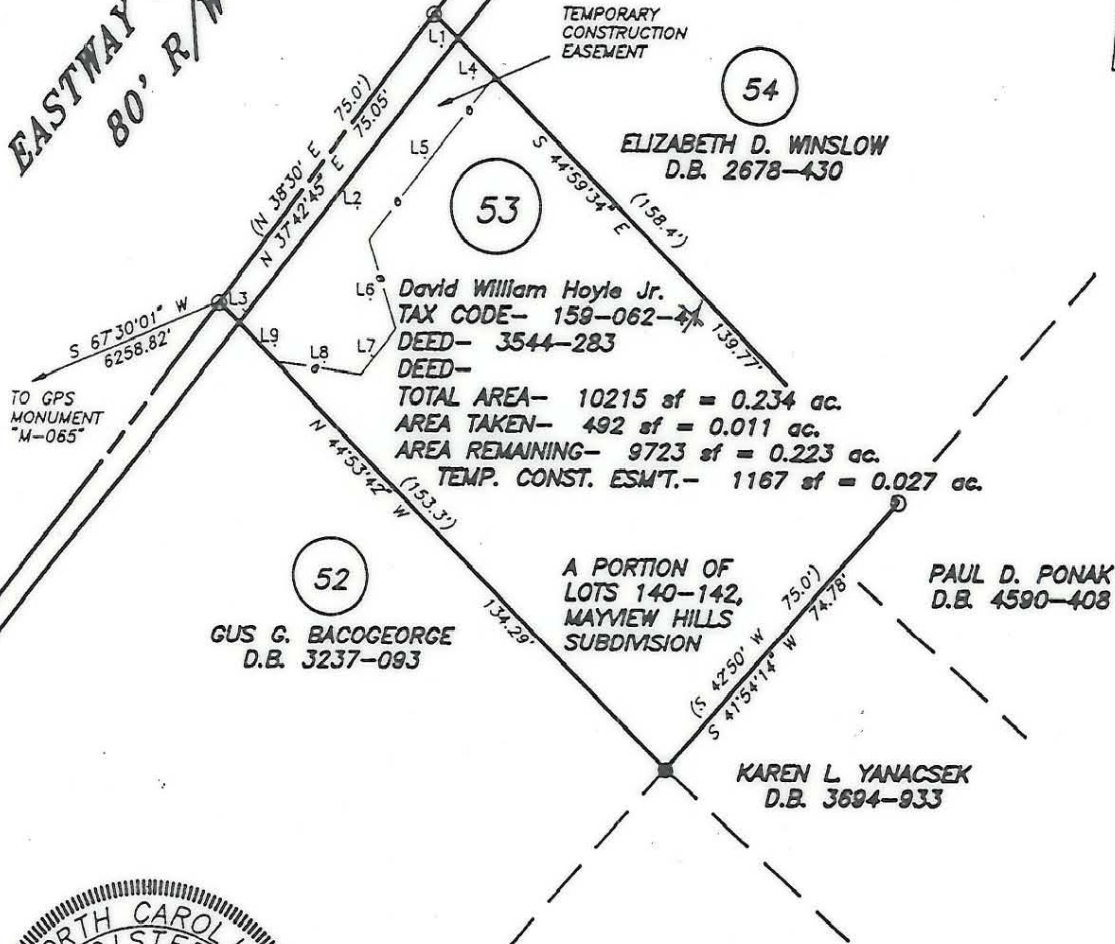 EASTWAY
80' R/W
TEMPORARY
CONSTRUCTION
EASEMENT
L1
L4
54
ELIZABETH D. WINSLOW
D.B. 2678-430
(N 38°30' E 75.0')
N 37°42'45" E 75.05'
L5
L2
53
S 44°59'34" E
(158.4')
139.77'
L3
L6
L9
L8
L7
S 67°30'01" W
6258.82'
TO GPS
MONUMENT
"M-065"
David William Hoyle Jr.
TAX CODE- 159-062-
DEED- 3544-283
DEED-
TOTAL AREA- 10215 sf = 0.234 ac.
AREA TAKEN- 492 sf = 0.011 ac.
AREA REMAINING- 9723 sf = 0.223 ac.
TEMP. CONST. ESM'T.- 1167 sf = 0.027 ac.
N 44°53'42" W
(153.3')
134.29'
52
GUS G. BACOGEORGE
D.B. 3237-093
A PORTION OF
LOTS 140-142,
MAYVIEW HILLS
SUBDIVISION
(S 42°50' W 75.0')
S 41°54'14" W 74.78'
PAUL D. PONAK
D.B. 4590-408
KAREN L. YANACSEK
D.B. 3694-933
NORTH CAROL